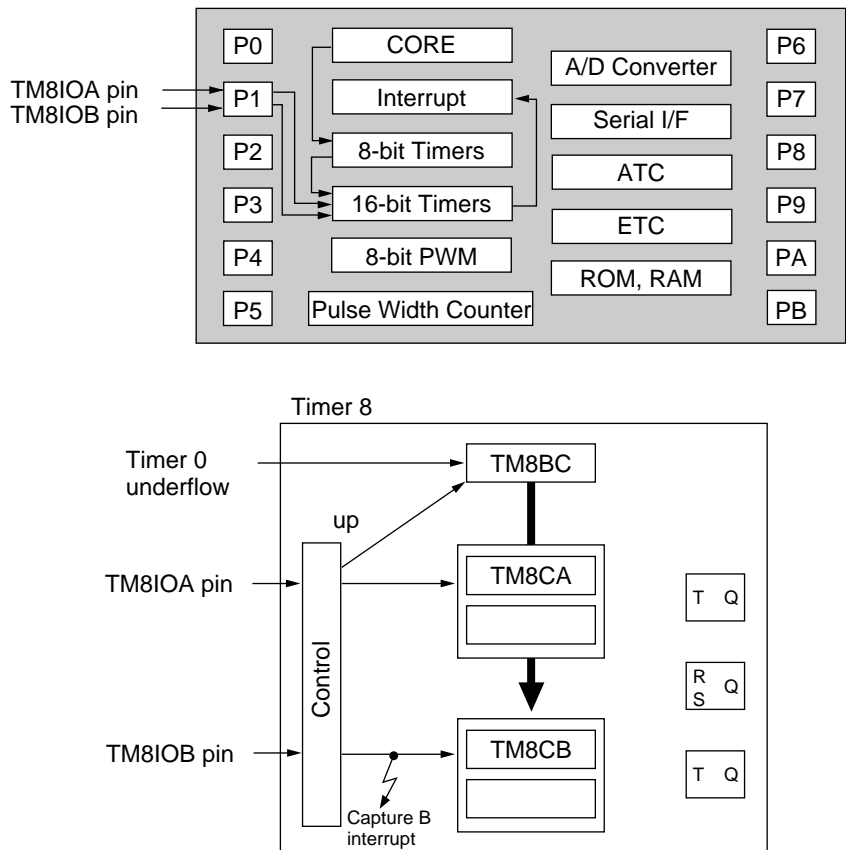 P0
CORE
P6
TM8IOA pin
TM8IOB pin
P1
Interrupt
A/D Converter
P7
P2
8-bit Timers
Serial I/F
P8
P3
16-bit Timers
ATC
P9
P4
8-bit PWM
ETC
PA
P5
Pulse Width Counter
ROM, RAM
PB
Timer 8
Timer 0
underflow
TM8BC
up
TM8IOA pin
TM8CA
T Q
Control
R
S Q
TM8IOB pin
TM8CB
T Q
Capture B
interrupt